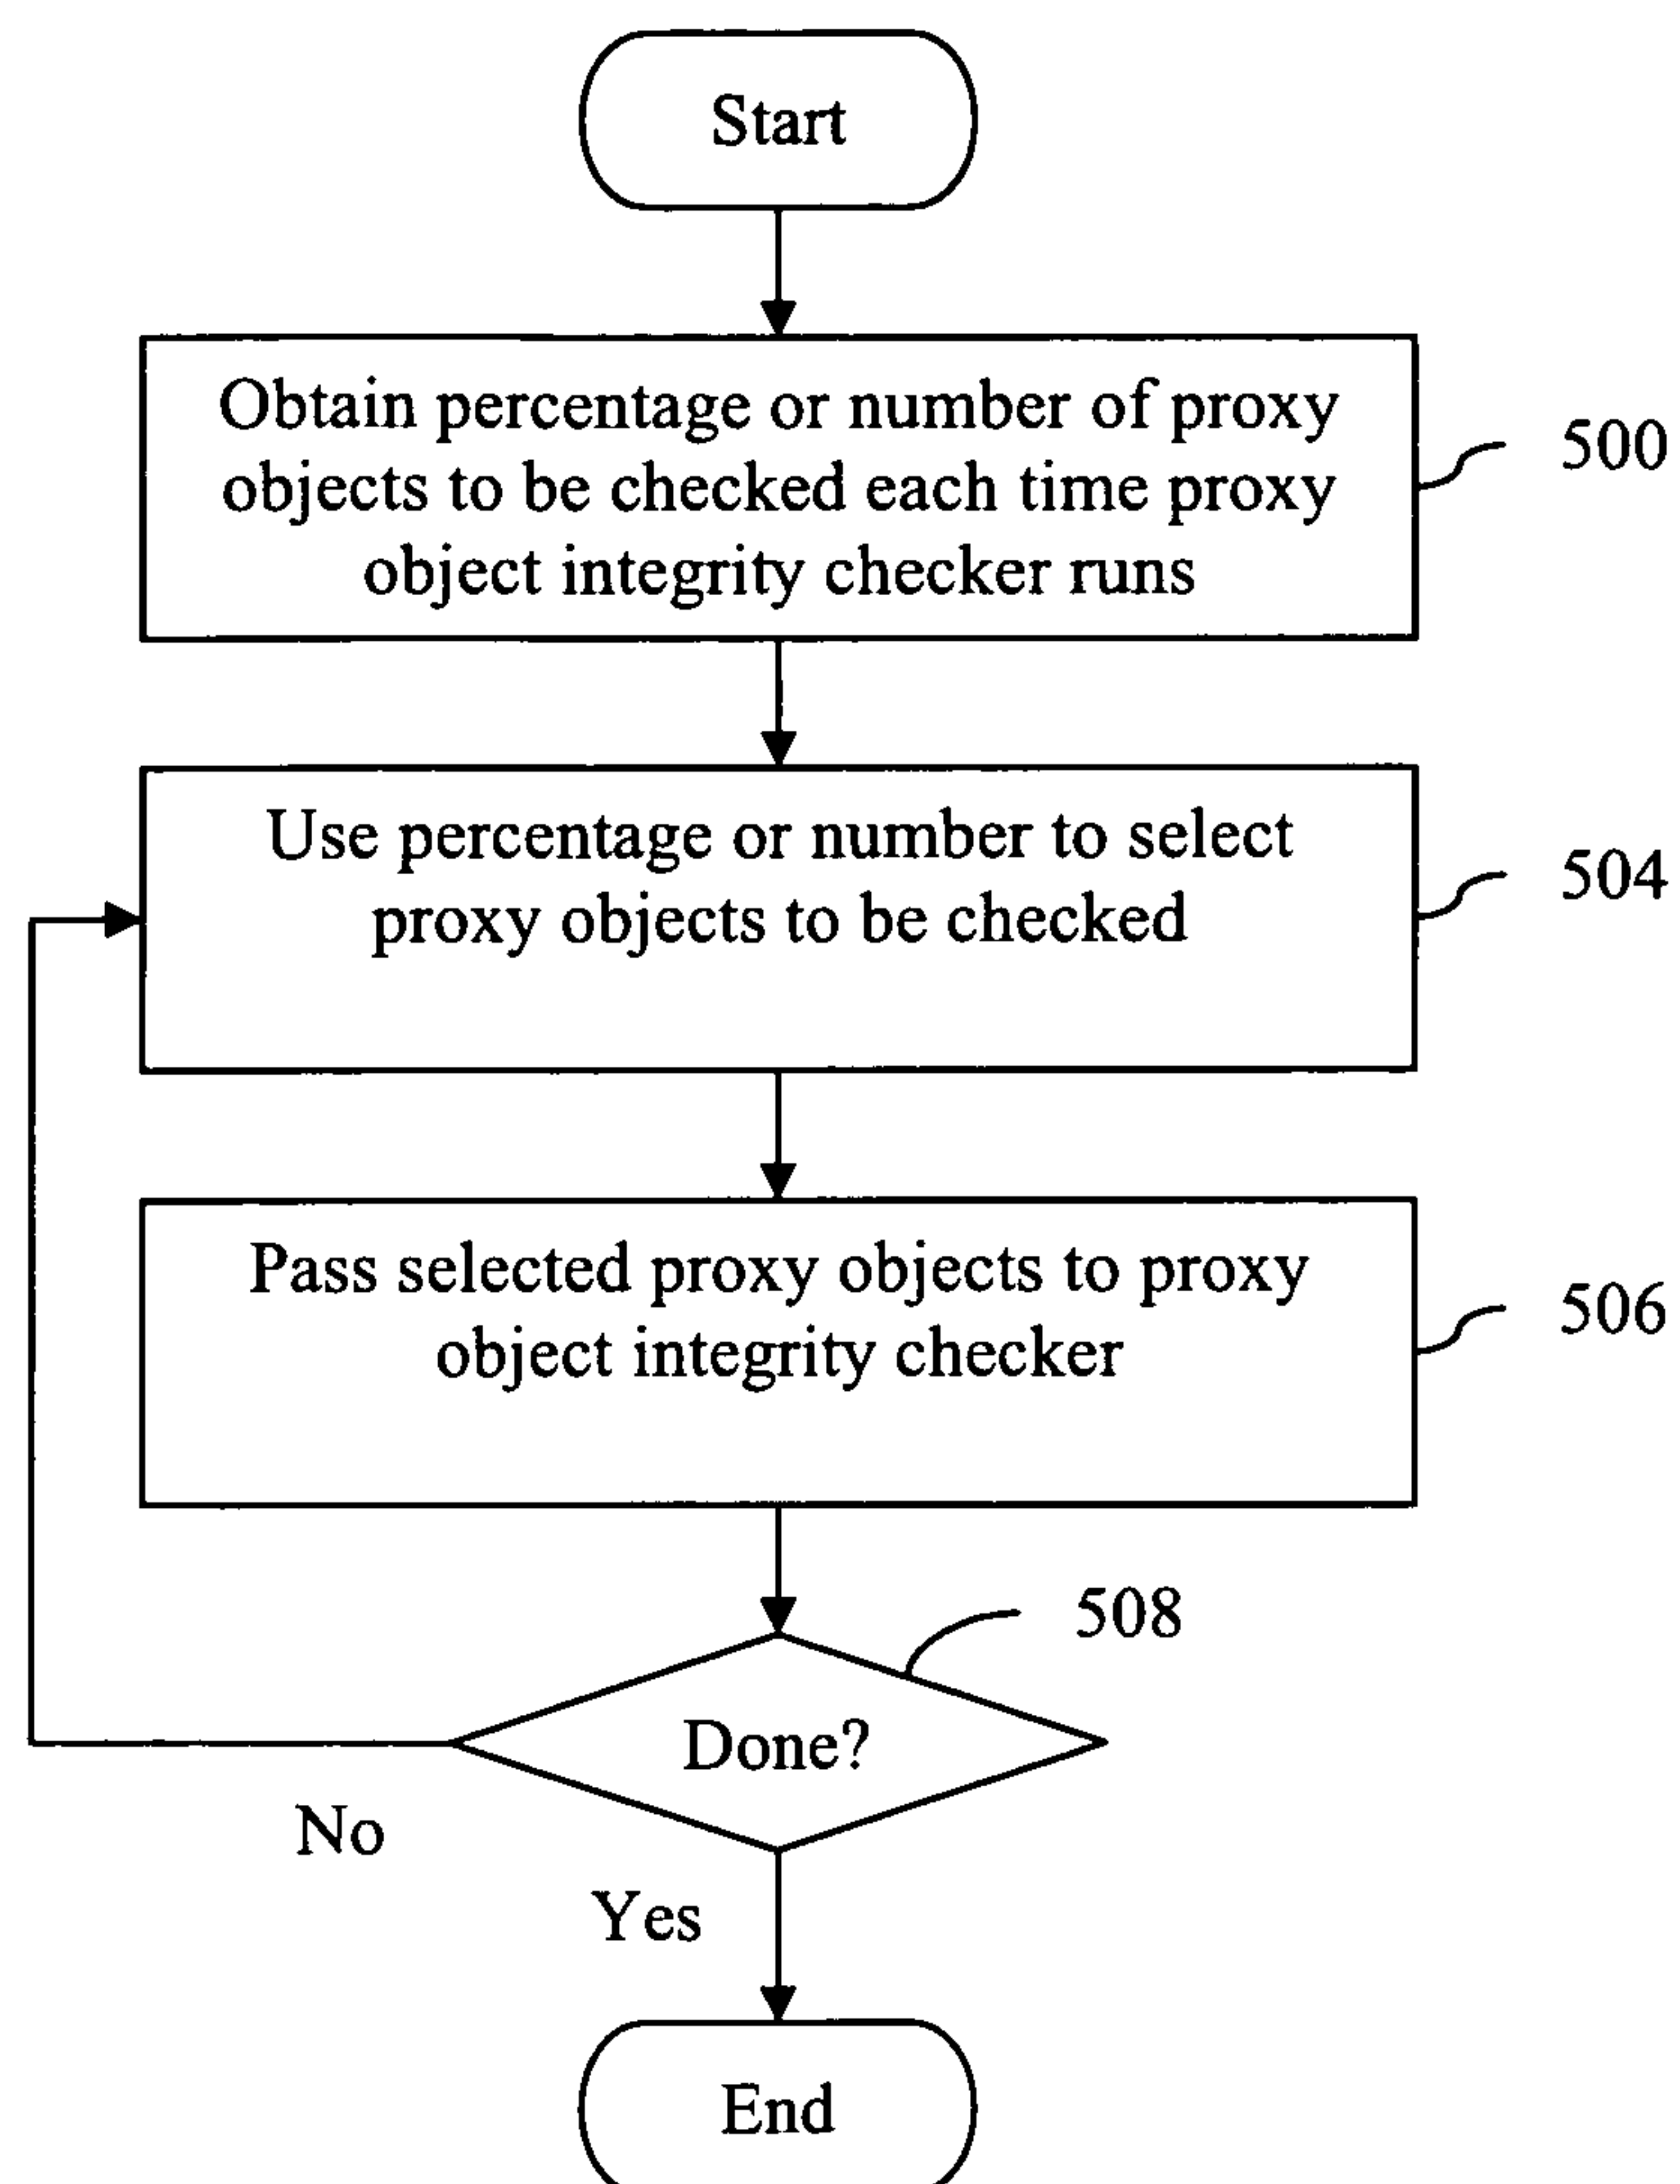 Start
Obtain percentage or number of proxy
objects to be checked each time proxy
object integrity checker runs
500
Use percentage or number to select
proxy objects to be checked
504
Pass selected proxy objects to proxy
object integrity checker
506
508
Done?
No
Yes
End